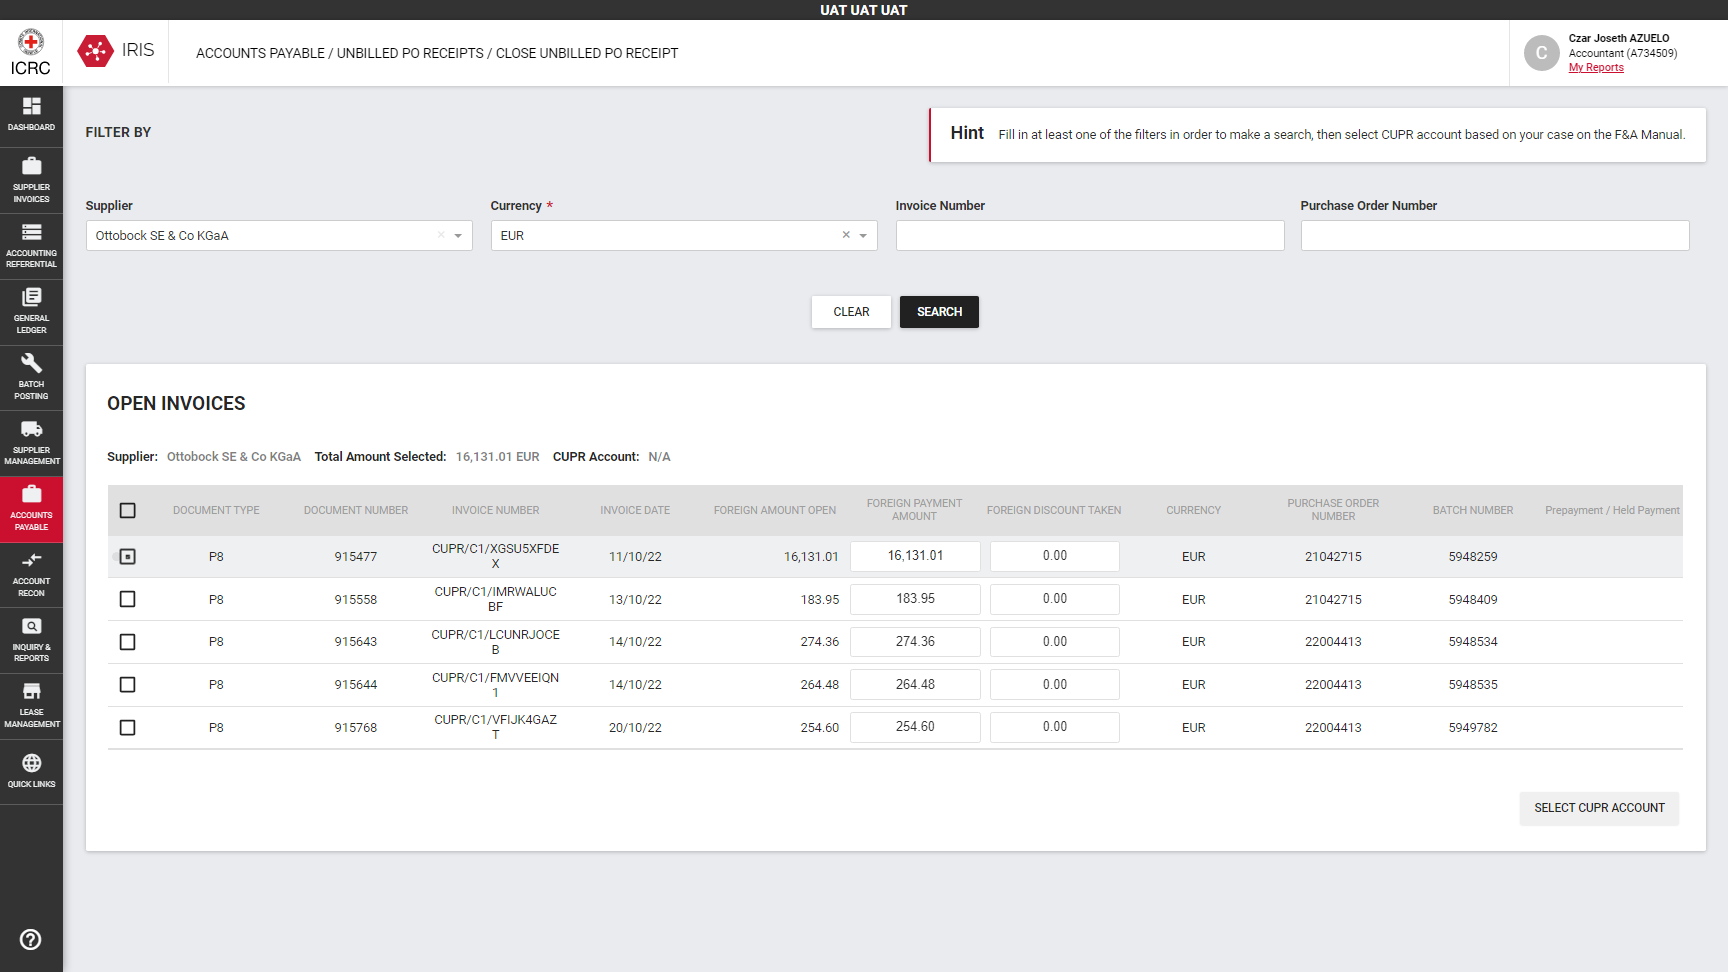 UAT UAT UAT
ICRC
IRIS
ACCOUNTS PAYABLE / UNBILLED PO RECEIPTS / CLOSE UNBILLED PO RECEIPT
C
Czar Joseth AZUELO
Accountant (A734509)
My Reports
DASHBOARD
SUPPLIER
INVOICES
ACCOUNTING
REFERENTIAL
GENERAL
LEDGER
BATCH
POSTING
SUPPLIER
MANAGEMENT
ACCOUNTS
PAYABLE
ACCOUNT
RECON
INQUIRY &
REPORTS
LEASE
MANAGEMENT
QUICK LINKS
FILTER BY
Hint Fill in at least one of the filters in order to make a search, then select CUPR account based on your case on the F&A Manual.
Supplier Currency * Invoice Number Purchase Order Number
Ottobock SE & Co KGaA EUR
CLEAR SEARCH
OPEN INVOICES
Supplier: Ottobock SE & Co KGaA Total Amount Selected: 16,131.01 EUR CUPR Account: N/A
DOCUMENT TYPE DOCUMENT NUMBER INVOICE NUMBER INVOICE DATE FOREIGN AMOUNT OPEN FOREIGN PAYMENT AMOUNT FOREIGN DISCOUNT TAKEN CURRENCY PURCHASE ORDER NUMBER BATCH NUMBER Prepayment / Held Payment
P8 915477 CUPR/C1/XGSU5XFDE
X 11/10/22 16,131.01 16,131.01 0.00 EUR 21042715 5948259
P8 915558 CUPR/C1/IMRWALUC
BF 13/10/22 183.95 183.95 0.00 EUR 21042715 5948409
P8 915643 CUPR/C1/LCUNRJOCE
B 14/10/22 274.36 274.36 0.00 EUR 22004413 5948534
P8 915644 CUPR/C1/FMVVEEIQN
1 14/10/22 264.48 264.48 0.00 EUR 22004413 5948535
P8 915768 CUPR/C1/VFIJK4GAZ
T 20/10/22 254.60 254.60 0.00 EUR 22004413 5949782
SELECT CUPR ACCOUNT